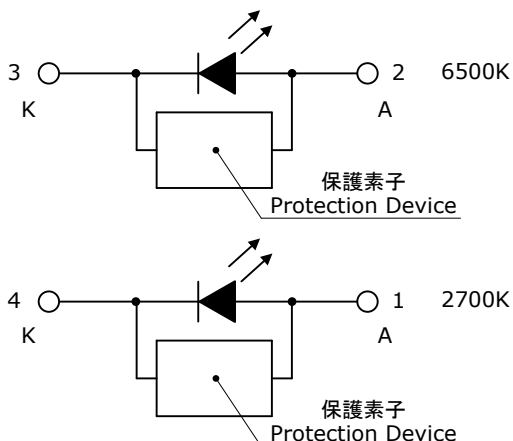 3 2 6500K
K A
保護素子
Protection Device
4 1 2700K
K A
保護素子
Protection Device